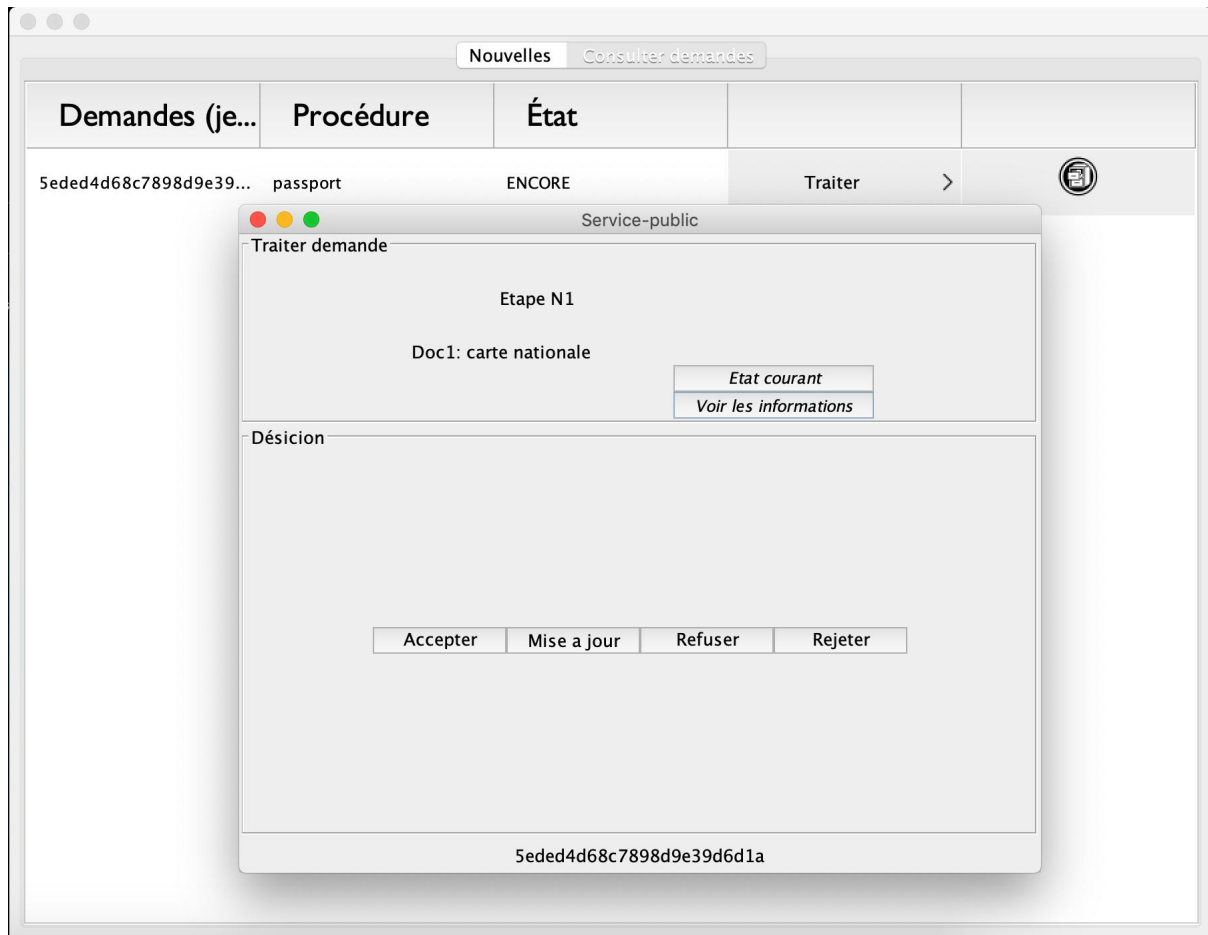 Nouvelles Consulter demandes
Demandes (je... Procédure État
5eded4d68c7898d9e39... passport ENCORE Traiter >
Service-public
Traiter demande
Etape N1
Doc1: carte nationale
Etat courant
Voir les informations
Désicion
Accepter Mise a jour Refuser Rejeter
5eded4d68c7898d9e39d6d1a